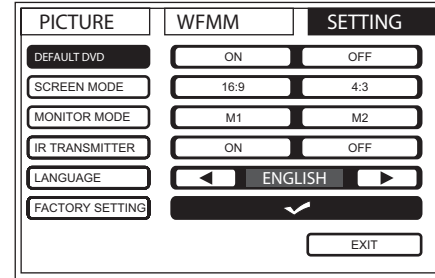 PICTURE WFMM SETTING
DEFAULT DVD ON OFF
SCREEN MODE 16:9 4:3
MONITOR MODE M1 M2
IR TRANSMITTER ON OFF
LANGUAGE ENGLISH
FACTORY SETTING
EXIT